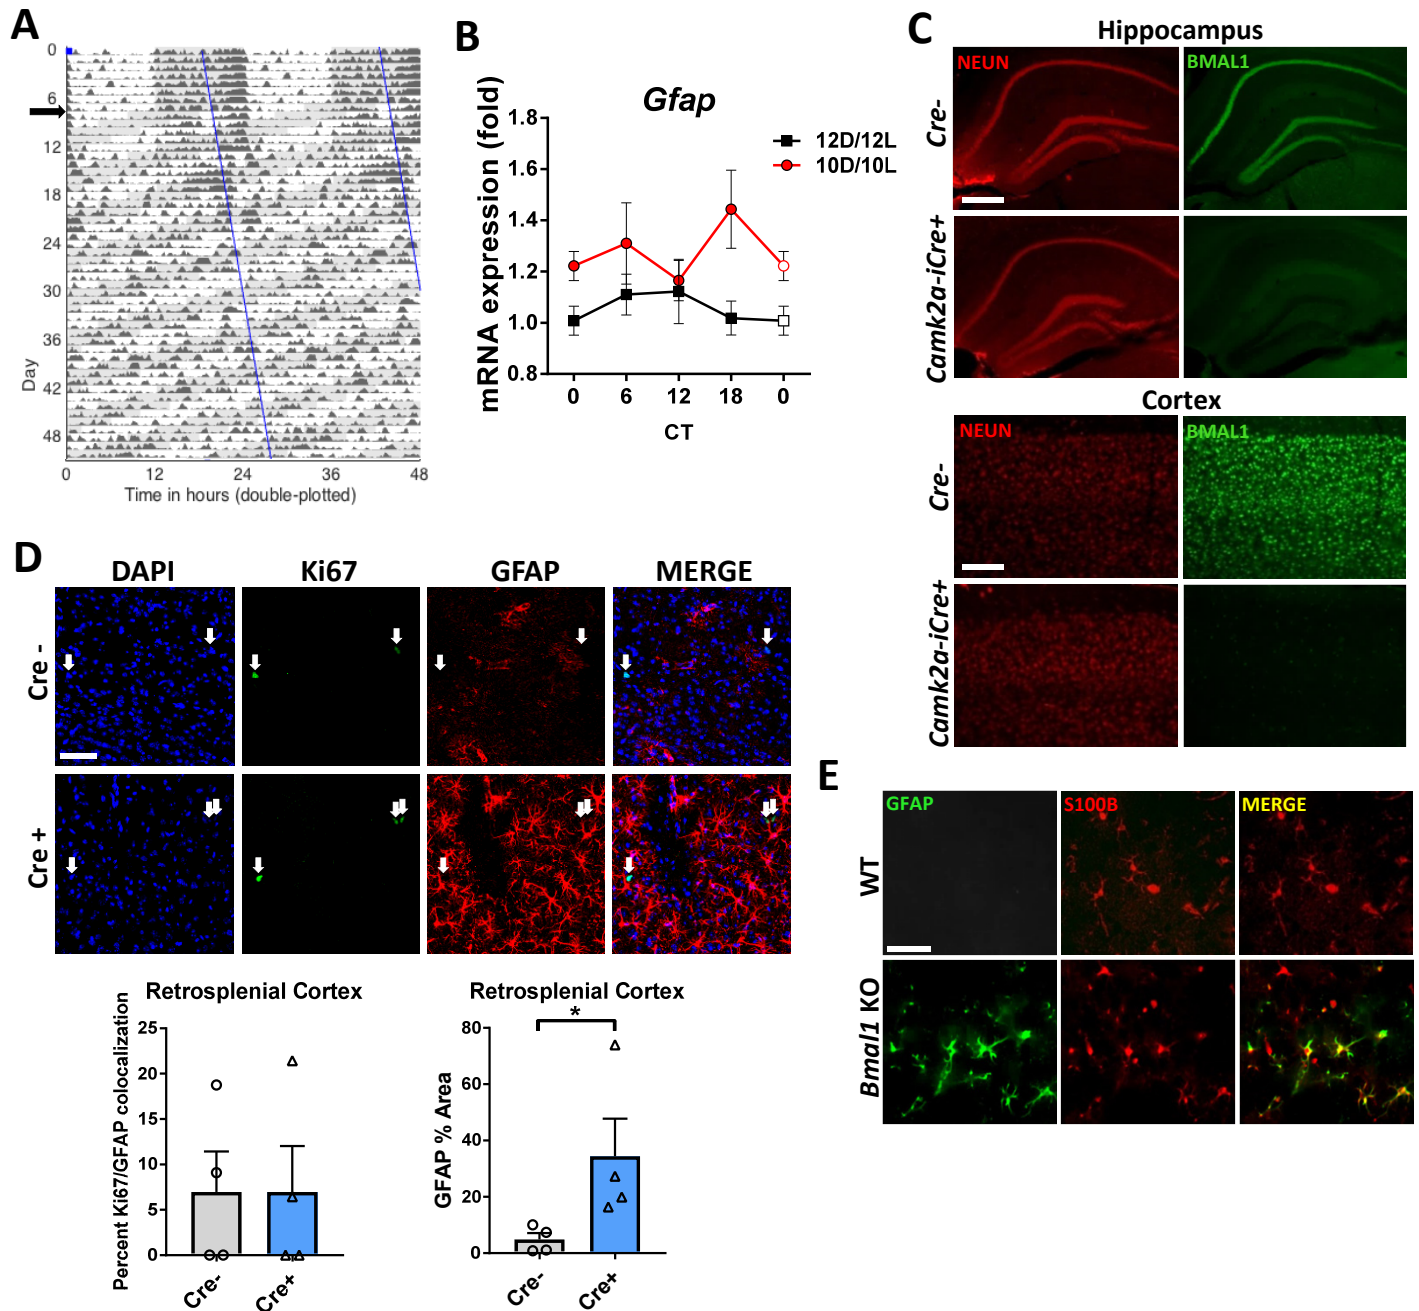 A
0
6
12
18
24
30
36
42
48
Day
0
12
24
36
48
Time in hours (double-plotted)
B
Gfap
1.8
1.6
1.4
1.2
1.0
0.8
mRNA expression (fold)
12D/12L
10D/10L
0
6
12
18
0
CT
C
Hippocampus
NEUN
BMAL1
Cre-
Camk2a-iCre+
Cortex
NEUN
BMAL1
Cre-
Camk2a-iCre+
D
DAPI
Ki67
GFAP
MERGE
Cre -
Cre +
Retrosplenial Cortex
Percent Ki67/GFAP colocalization
25
20
15
10
5
0
Cre-
Cre+
Retrosplenial Cortex
*
GFAP % Area
80
60
40
20
0
Cre-
Cre+
E
GFAP
S100B
MERGE
WT
Bmal1 KO